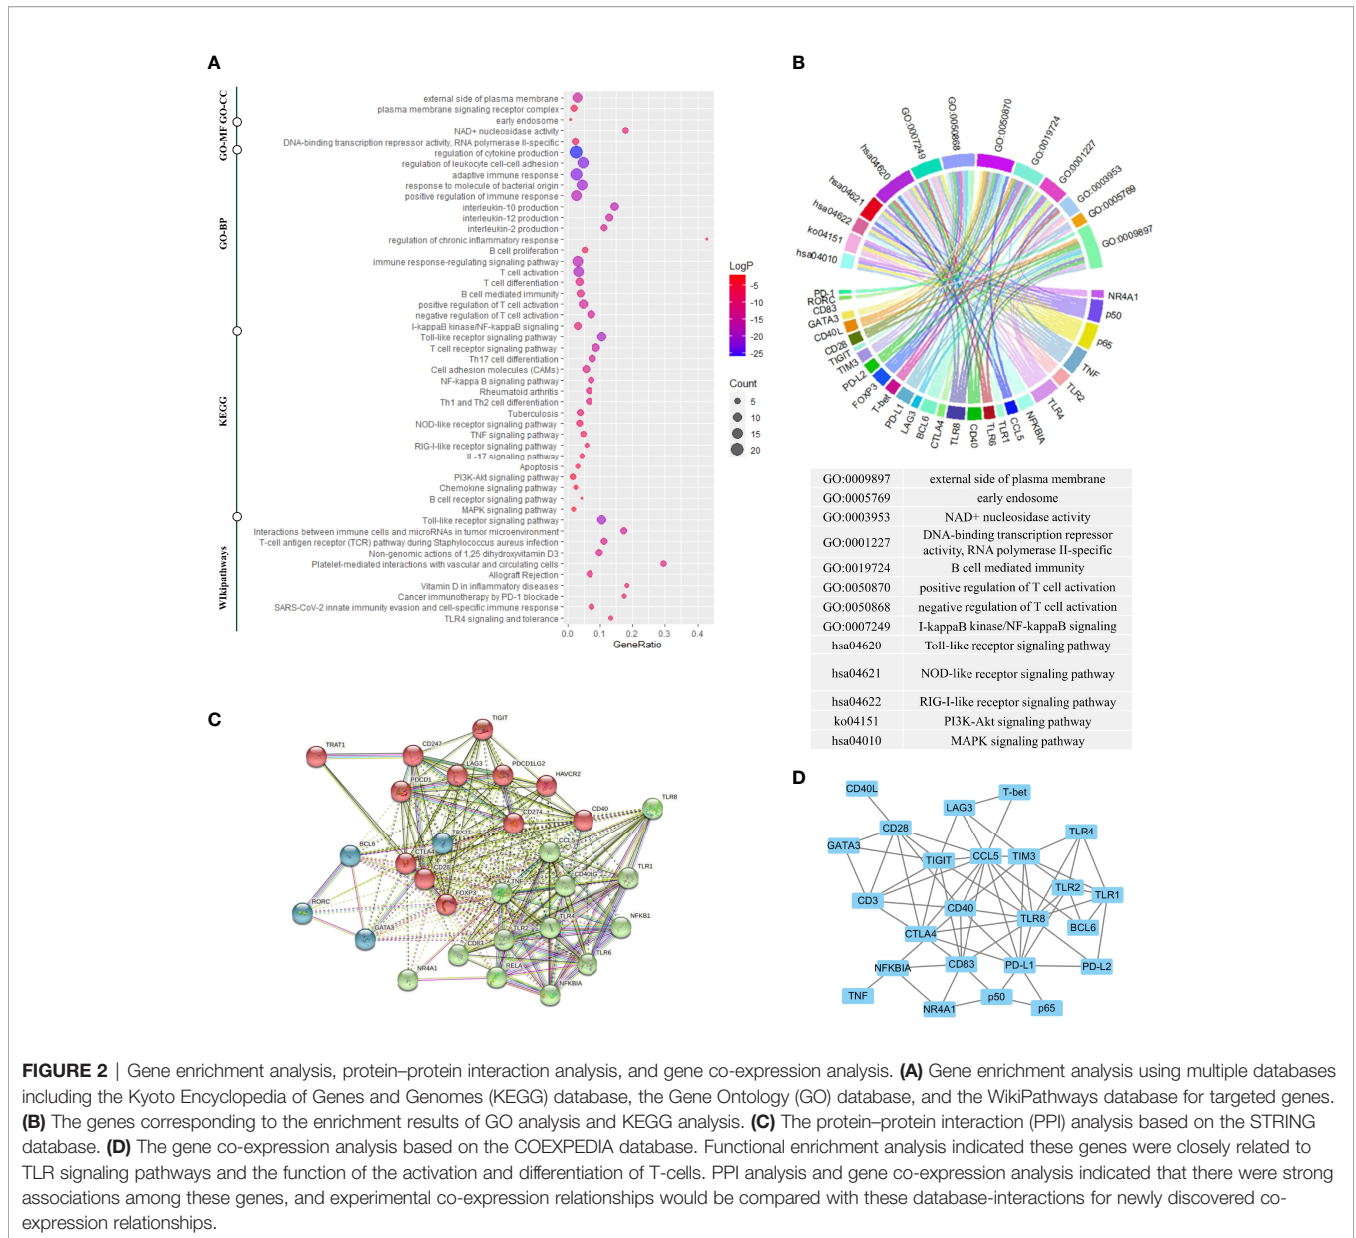 A
GO-CC
GO-MF
GO-BP
KEGG
WIkipathways
external side of plasma membrane
plasma membrane signaling receptor complex
early endosome
NAD+ nucleosidase activity
DNA-binding transcription repressor activity, RNA polymerase II-specific
regulation of cytokine production
regulation of leukocyte cell-cell adhesion
adaptive immune response
response to molecule of bacterial origin
positive regulation of immune response
interleukin-10 production
interleukin-12 production
interleukin-2 production
regulation of chronic inflammatory response
B cell proliferation
immune response-regulating signaling pathway
T cell activation
T cell differentiation
B cell mediated immunity
positive regulation of T cell activation
negative regulation of T cell activation
I-kappaB kinase/NF-kappaB signaling
Toll-like receptor signaling pathway
T cell receptor signaling pathway
Th17 cell differentiation
Cell adhesion molecules (CAMs)
NF-kappa B signaling pathway
Rheumatoid arthritis
Th1 and Th2 cell differentiation
Tuberculosis
NOD-like receptor signaling pathway
TNF signaling pathway
RIG-I-like receptor signaling pathway
IL-17 signaling pathway
Apoptosis
PI3K-Akt signaling pathway
Chemokine signaling pathway
B cell receptor signaling pathway
MAPK signaling pathway
Toll-like receptor signaling pathway
Interactions between immune cells and microRNAs in tumor microenvironment
T-cell antigen receptor (TCR) pathway during Staphylococcus aureus infection
Non-genomic actions of 1,25 dihydroxyvitamin D3
Platelet-mediated interactions with vascular and circulating cells
Allograft Rejection
Vitamin D in inflammatory diseases
Cancer immunotherapy by PD-1 blockade
SARS-CoV-2 innate immunity evasion and cell-specific immune response
TLR4 signaling and tolerance
0.0 0.1 0.2 0.3 0.4
GeneRatio
LogP
-5
-10
-15
-20
-25
Count
5
10
15
20
B
hsa04010
ko04151
hsa04622
hsa04621
hsa04620
GO:0007249
GO:0050868
GO:0050870
GO:0019724
GO:0001227
GO:0003953
GO:0005769
GO:0009897
NR4A1
p50
p65
TNF
TLR2
TLR4
NFKBIA
CCL5
TLR1
TLR6
CD40
TLR8
CTLA4
BCL6
LAG3
PD-L1
T-bet
FOXP3
PD-L2
TIM3
TIGIT
CD28
CD40L
GATA3
CD83
RORC
PD-1
GO:0009897 external side of plasma membrane
GO:0005769 early endosome
GO:0003953 NAD+ nucleosidase activity
GO:0001227 DNA-binding transcription repressor
activity, RNA polymerase II-specific
GO:0019724 B cell mediated immunity
GO:0050870 positive regulation of T cell activation
GO:0050868 negative regulation of T cell activation
GO:0007249 I-kappaB kinase/NF-kappaB signaling
hsa04620 Toll-like receptor signaling pathway
hsa04621 NOD-like receptor signaling pathway
hsa04622 RIG-I-like receptor signaling pathway
ko04151 PI3K-Akt signaling pathway
hsa04010 MAPK signaling pathway
C
TIGIT
TRAT1
CD247
LAG3
PDCD1LG2
HAVCR2
PDCD1
TLR8
CD274
CD40
CCL5
BCL6
CTLA4
CD28
TLR1
CD40LG
TNF
FOXP3
RORC
GATA3
TLR4
NFKB1
TLR2
CD83
TLR6
NR4A1
RELA
NFKBIA
D
CD40L
T-bet
LAG3
CD28
TLR4
GATA3
TIGIT
CCL5
TIM3
TLR2
TLR1
CD3
CD40
TLR8
BCL6
CTLA4
NFKBIA
CD83
PD-L1
PD-L2
TNF
NR4A1
p50
p65
FIGURE 2 | Gene enrichment analysis, protein–protein interaction analysis, and gene co-expression analysis. (A) Gene enrichment analysis using multiple databases
including the Kyoto Encyclopedia of Genes and Genomes (KEGG) database, the Gene Ontology (GO) database, and the WikiPathways database for targeted genes.
(B) The genes corresponding to the enrichment results of GO analysis and KEGG analysis. (C) The protein–protein interaction (PPI) analysis based on the STRING
database. (D) The gene co-expression analysis based on the COEXPEDIA database. Functional enrichment analysis indicated these genes were closely related to
TLR signaling pathways and the function of the activation and differentiation of T-cells. PPI analysis and gene co-expression analysis indicated that there were strong
associations among these genes, and experimental co-expression relationships would be compared with these database-interactions for newly discovered co-
expression relationships.